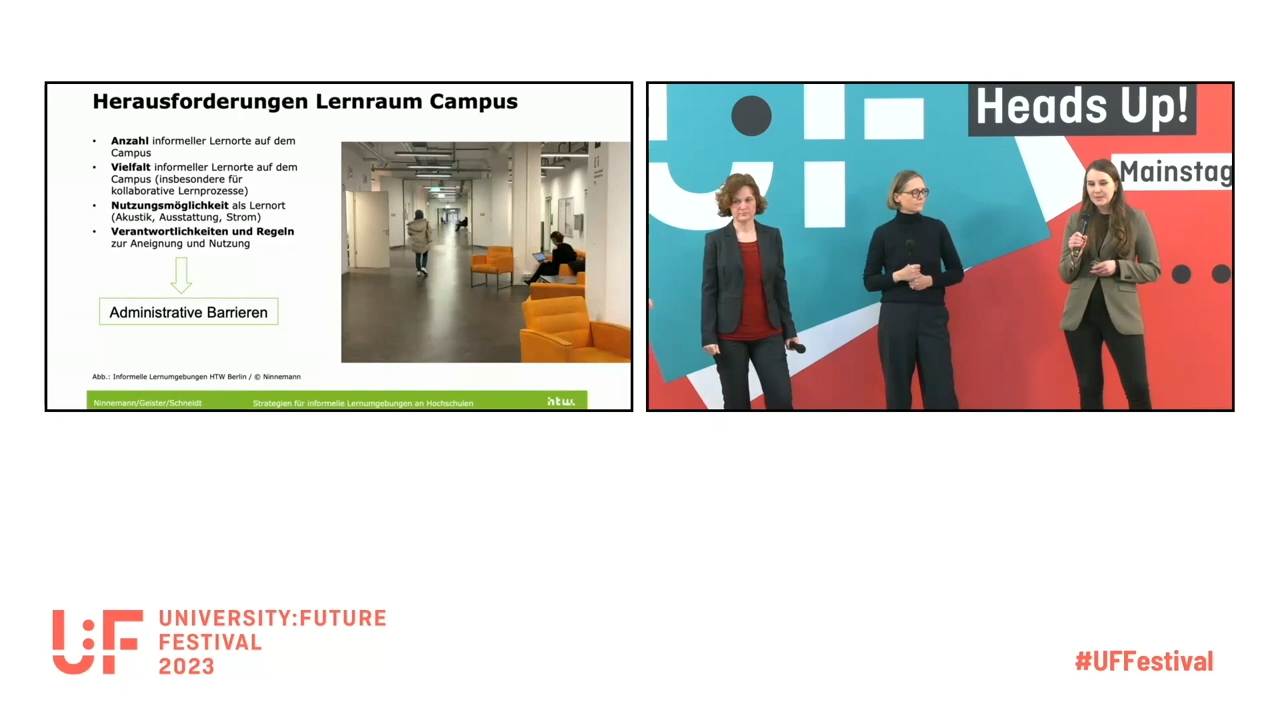 Herausforderungen Lernraum Campus
• Anzahl informeller Lernorte auf dem
Campus
• Vielfalt informeller Lernorte auf dem
Campus (insbesondere für
kollaborative Lernprozesse)
• Nutzungsmöglichkeit als Lernort
(Akustik, Ausstattung, Strom)
• Verantwortlichkeiten und Regeln
zur Aneignung und Nutzung
Administrative Barrieren
Abb.: Informelle Lernumgebungen HTW Berlin / © Ninnemann
Ninnemann/Geister/Schneidt
Strategien für informelle Lernumgebungen an Hochschulen
htw.
U:F
Heads Up!
Mainstag
U:F
UNIVERSITY:FUTURE
FESTIVAL
2023
#UFFestival